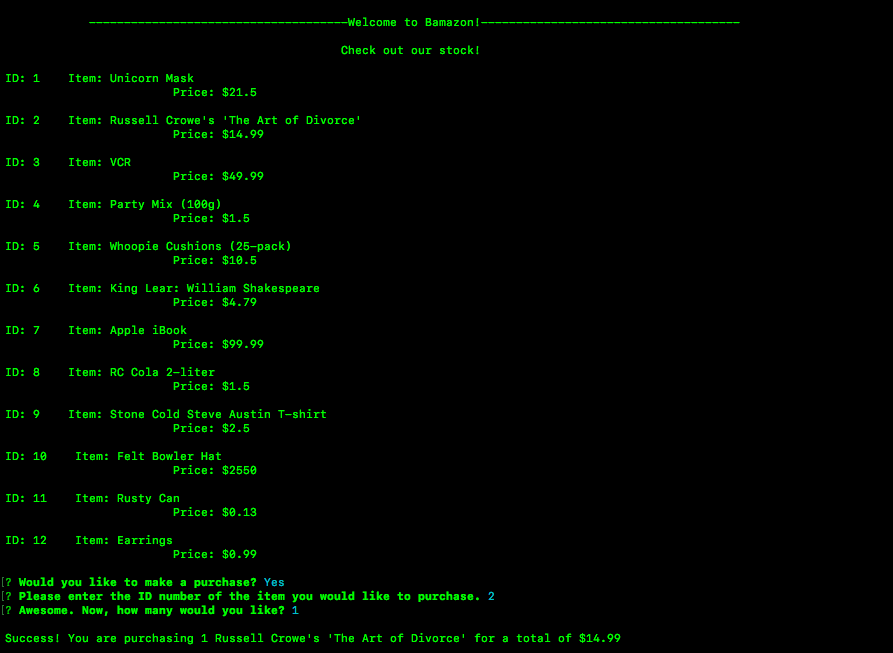 —————————————————————————————————————Welcome to Bamazon!—————————————————————————————————————
Check out our stock!
ID: 1    Item: Unicorn Mask
Price: $21.5
ID: 2    Item: Russell Crowe's 'The Art of Divorce'
Price: $14.99
ID: 3    Item: VCR
Price: $49.99
ID: 4    Item: Party Mix (100g)
Price: $1.5
ID: 5    Item: Whoopie Cushions (25-pack)
Price: $10.5
ID: 6    Item: King Lear: William Shakespeare
Price: $4.79
ID: 7    Item: Apple iBook
Price: $99.99
ID: 8    Item: RC Cola 2-liter
Price: $1.5
ID: 9    Item: Stone Cold Steve Austin T-shirt
Price: $2.5
ID: 10    Item: Felt Bowler Hat
Price: $2550
ID: 11    Item: Rusty Can
Price: $0.13
ID: 12    Item: Earrings
Price: $0.99
[? Would you like to make a purchase? Yes
[? Please enter the ID number of the item you would like to purchase. 2
[? Awesome. Now, how many would you like? 1
Success! You are purchasing 1 Russell Crowe's 'The Art of Divorce' for a total of $14.99